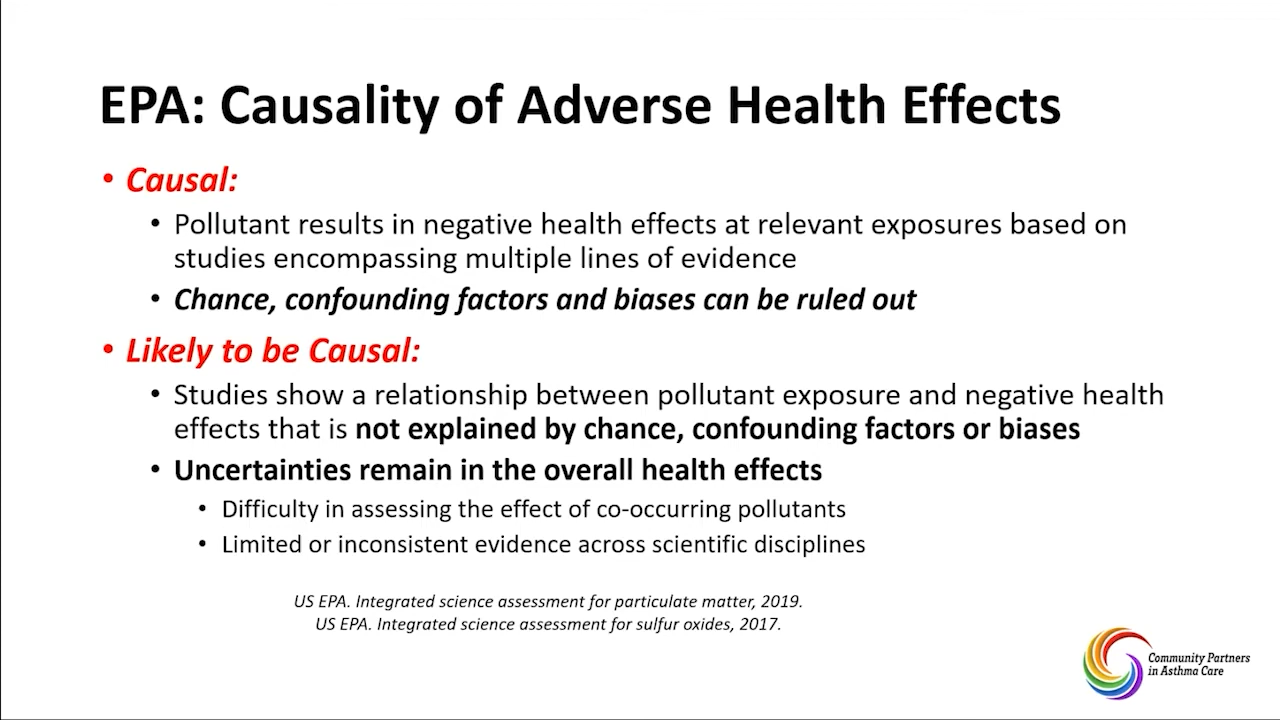 EPA: Causality of Adverse Health Effects
• Causal:
• Pollutant results in negative health effects at relevant exposures based on
studies encompassing multiple lines of evidence
• Chance, confounding factors and biases can be ruled out
• Likely to be Causal:
• Studies show a relationship between pollutant exposure and negative health
effects that is not explained by chance, confounding factors or biases
• Uncertainties remain in the overall health effects
• Difficulty in assessing the effect of co-occurring pollutants
• Limited or inconsistent evidence across scientific disciplines
US EPA. Integrated science assessment for particulate matter, 2019.
US EPA. Integrated science assessment for sulfur oxides, 2017.
Community Partners
in Asthma Care